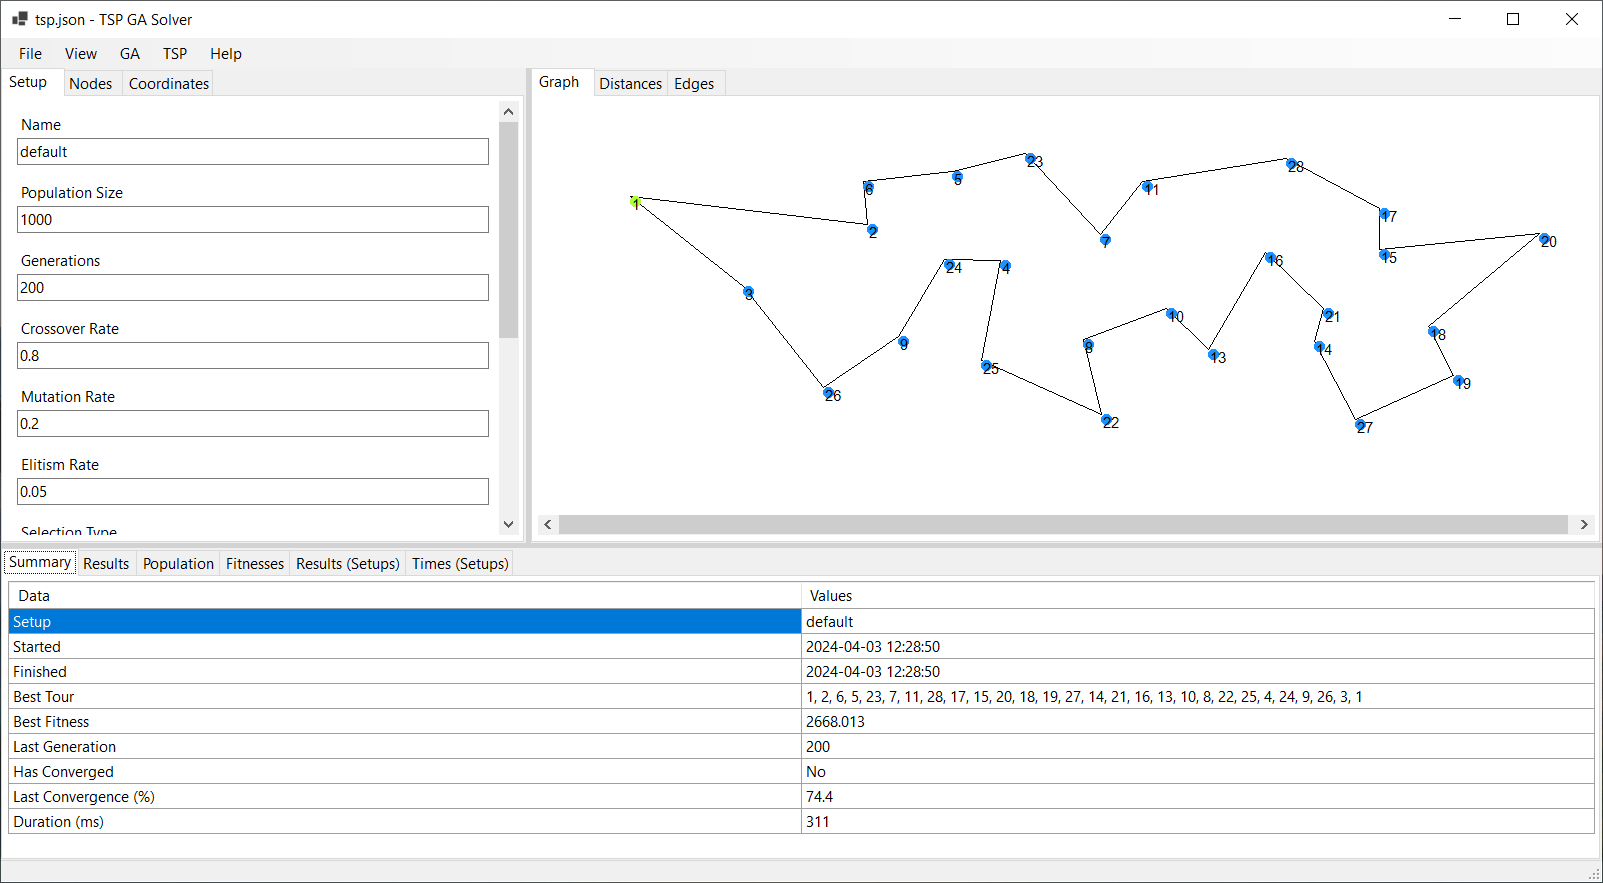 tsp.json - TSP GA Solver
File View GA TSP Help
Setup Nodes Coordinates
Name
default
Population Size
1000
Generations
200
Crossover Rate
0.8
Mutation Rate
0.2
Elitism Rate
0.05
Selection Type
Graph Distances Edges
23
28
6
5
11
1
17
2
7
20
15
24
4
16
3
10
21
18
9
8
14
13
25
19
26
22
27
Summary Results Population Fitnesses Results (Setups) Times (Setups)
Data Values
Setup default
Started 2024-04-03 12:28:50
Finished 2024-04-03 12:28:50
Best Tour 1, 2, 6, 5, 23, 7, 11, 28, 17, 15, 20, 18, 19, 27, 14, 21, 16, 13, 10, 8, 22, 25, 4, 24, 9, 26, 3, 1
Best Fitness 2668.013
Last Generation 200
Has Converged No
Last Convergence (%) 74.4
Duration (ms) 311